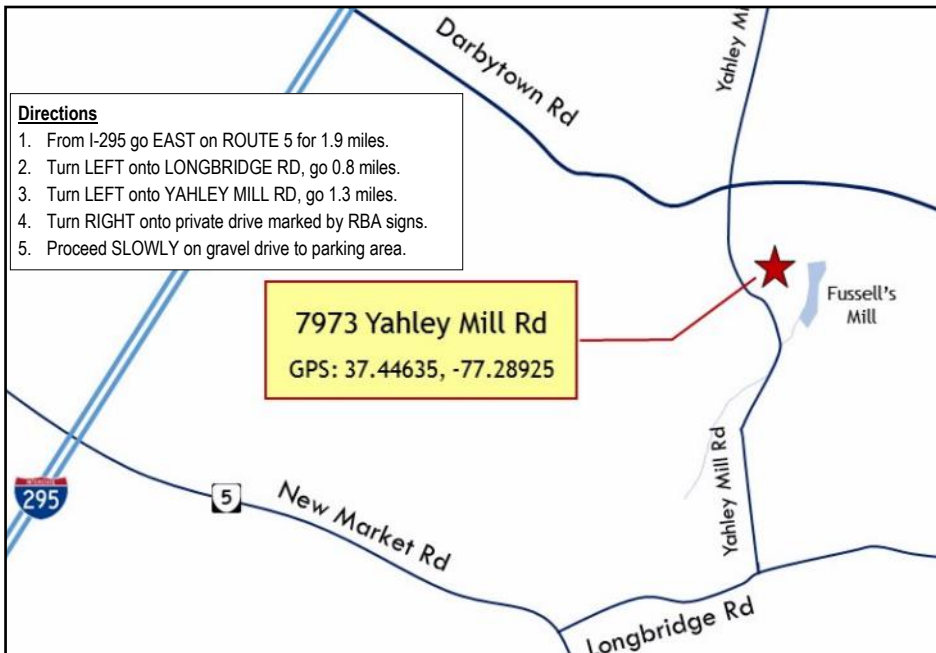 Darbytown Rd
Yahley Mi
Directions
1. From I-295 go EAST on ROUTE 5 for 1.9 miles.
2. Turn LEFT onto LONGBRIDGE RD, go 0.8 miles.
3. Turn LEFT onto YAHLEY MILL RD, go 1.3 miles.
4. Turn RIGHT onto private drive marked by RBA signs.
5. Proceed SLOWLY on gravel drive to parking area.
7973 Yahley Mill Rd
GPS: 37.44635, -77.28925
Fussell's
Mill
INTERSTATE
295
5
New Market Rd
Yahley Mill Rd
Longbridge Rd